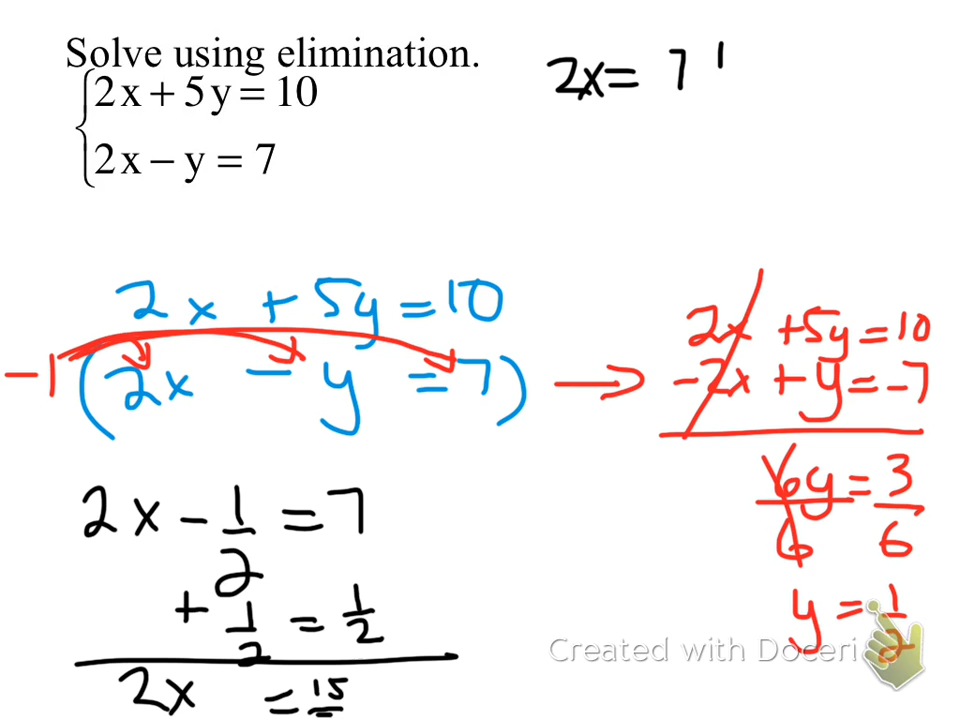 Solve using elimination.
2x + 5y = 10
2x − y = 7
2x = 7 1
2x + 5y = 10
−1 ( 2x − y = 7 ) →
2x + 5y = 10
−2x + y = −7
6y = 3
6 6
y = 1/2
2x − 1/2 = 7
+ 1/2 = 1/2
2x = 15
Created with Doceri